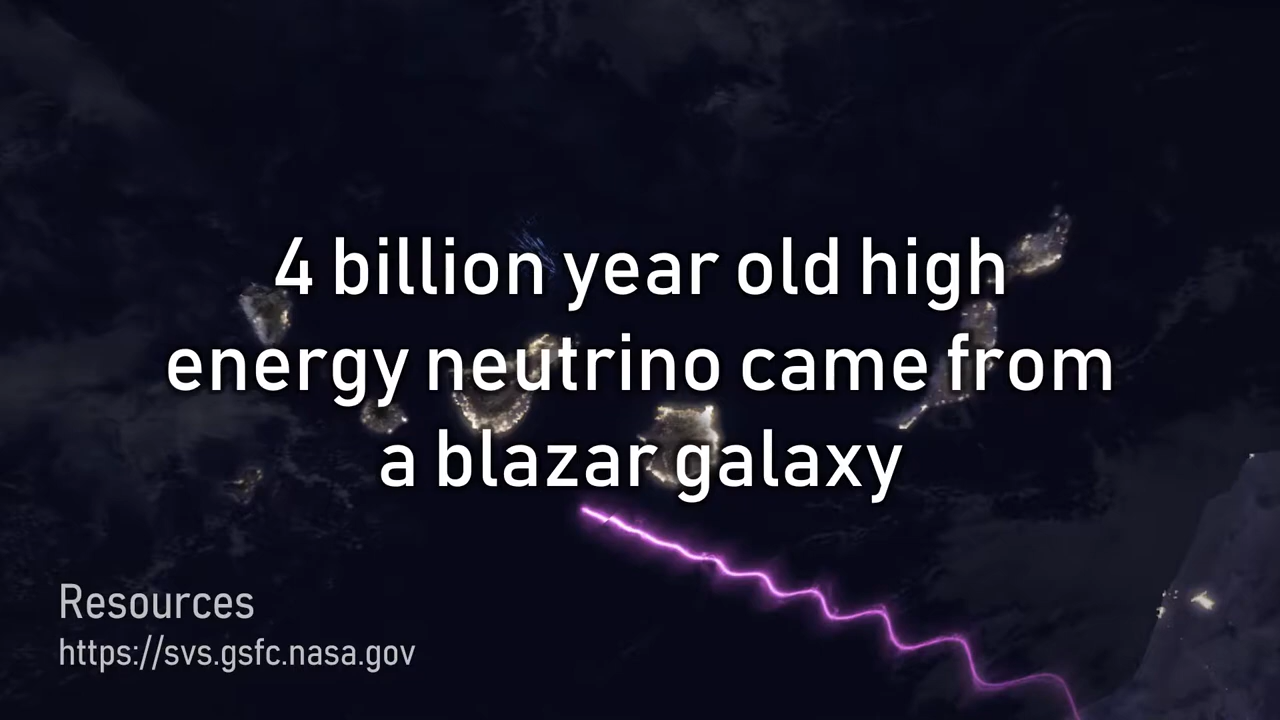 4 billion year old high
energy neutrino came from
a blazar galaxy
Resources
https://svs.gsfc.nasa.gov